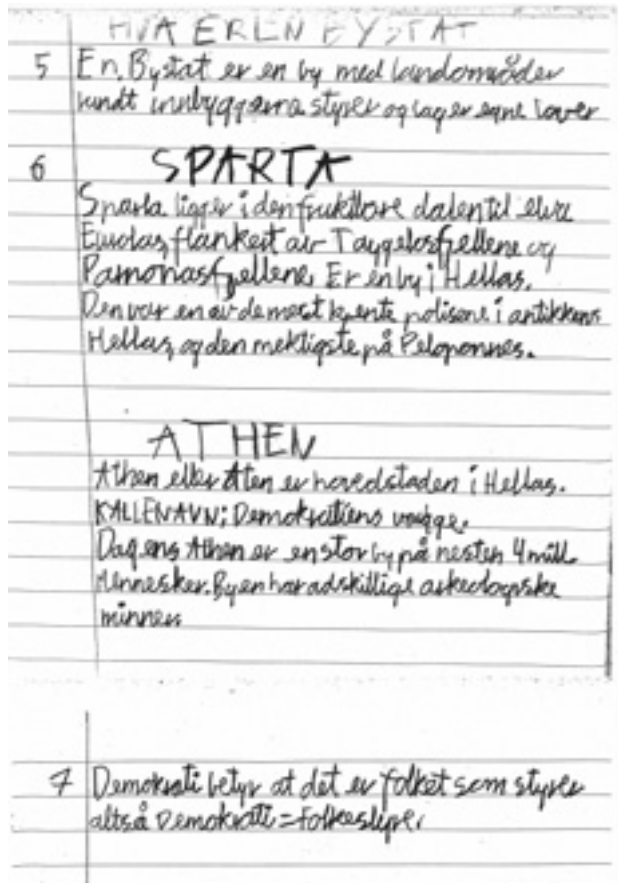 HVA ER EN BYSTAT
5 En Bystat er en by med landområder
rundt innbyggerna styrer og lager egne lover
6 SPARTA
Sparta ligger i den fruktbare dalen til elva
Eurotas, flankert av Taygetosfjellene og
Parnonasfjellene. Er en by i Hellas.
Den var en av de mest kjente polisene i antikkens
Hellas, og den mektigste på Peloponnes.
ATHEN
Athen eller Aten er hovedstaden i Hellas.
KALLENAVN: Demokratiens vugge.
Dagens Athen er en stor by på nesten 4 mill
Mennesker. Byen har adskillige arkeologiske
minner
7 Demokrati betyr at det er folket som styrer
altså Demokrati = Folkestyre.